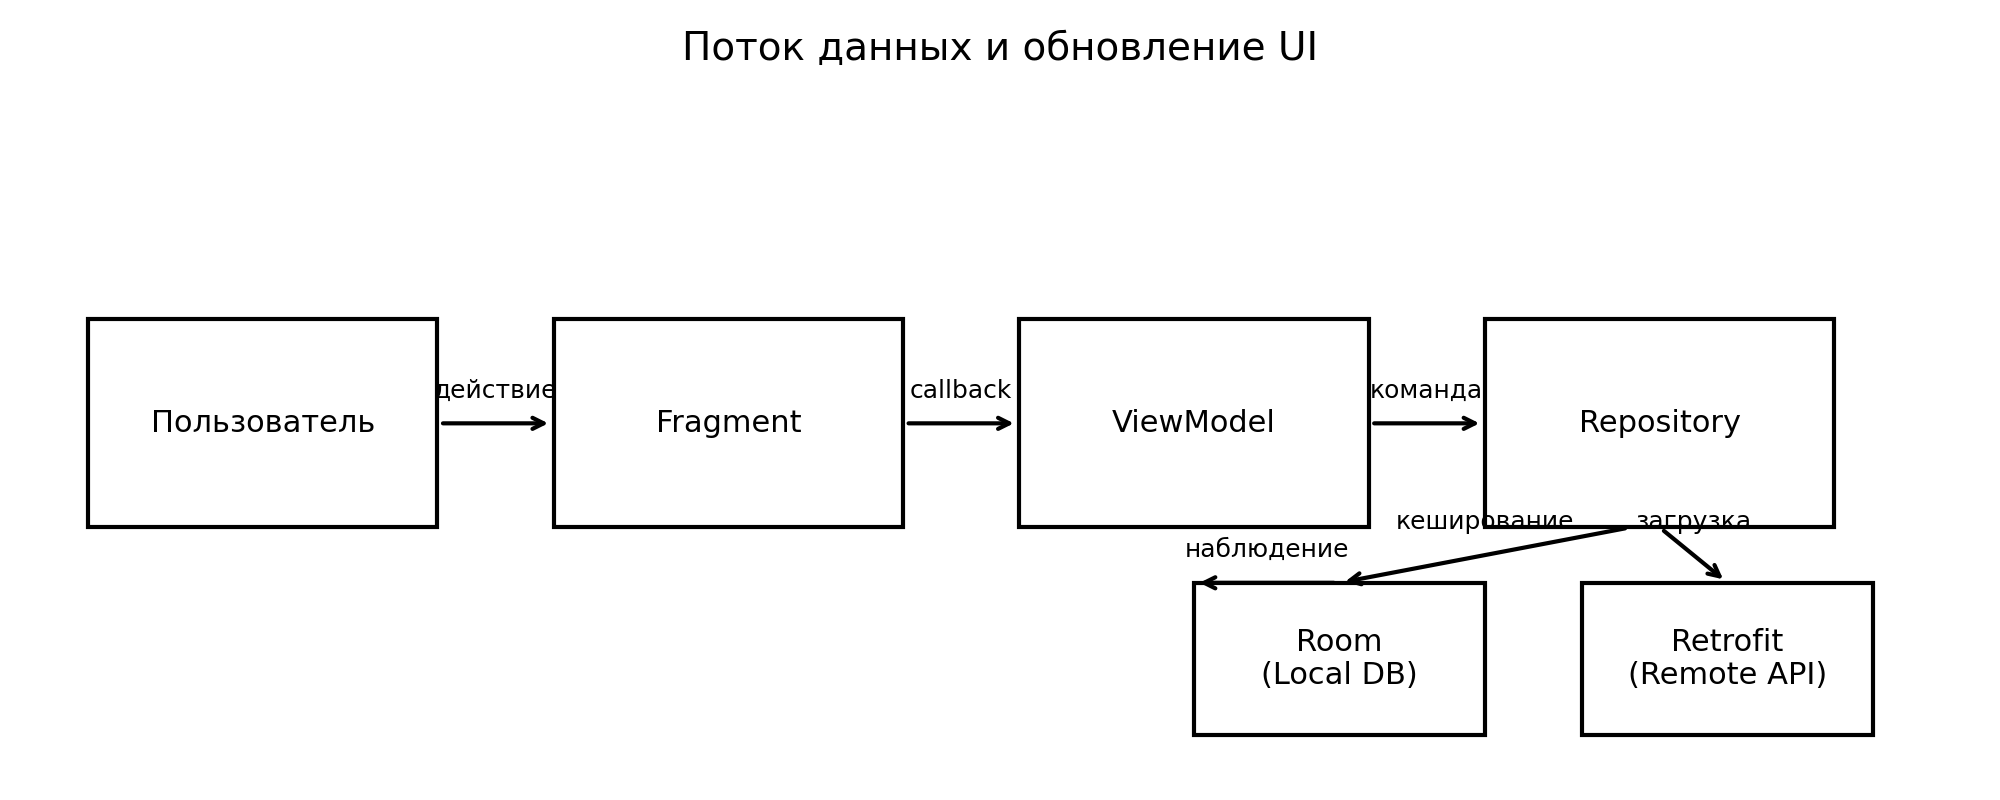 Поток данных и обновление UI
действие
callback
команда
Пользователь
Fragment
ViewModel
Repository
кеширование
загрузка
наблюдение
Room
(Local DB)
Retrofit
(Remote API)